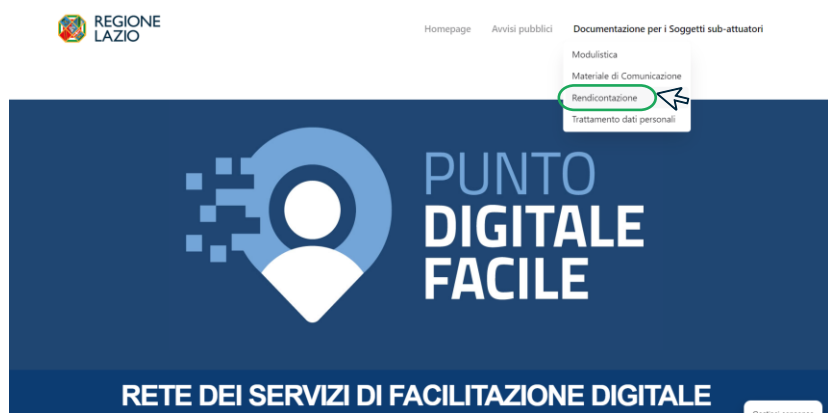 REGIONE
LAZIO
Homepage Avvisi pubblici Documentazione per i Soggetti sub-attuatori
Modulistica
Materiale di Comunicazione
Rendicontazione
Trattamento dati personali
PUNTO
DIGITALE
FACILE
RETE DEI SERVIZI DI FACILITAZIONE DIGITALE